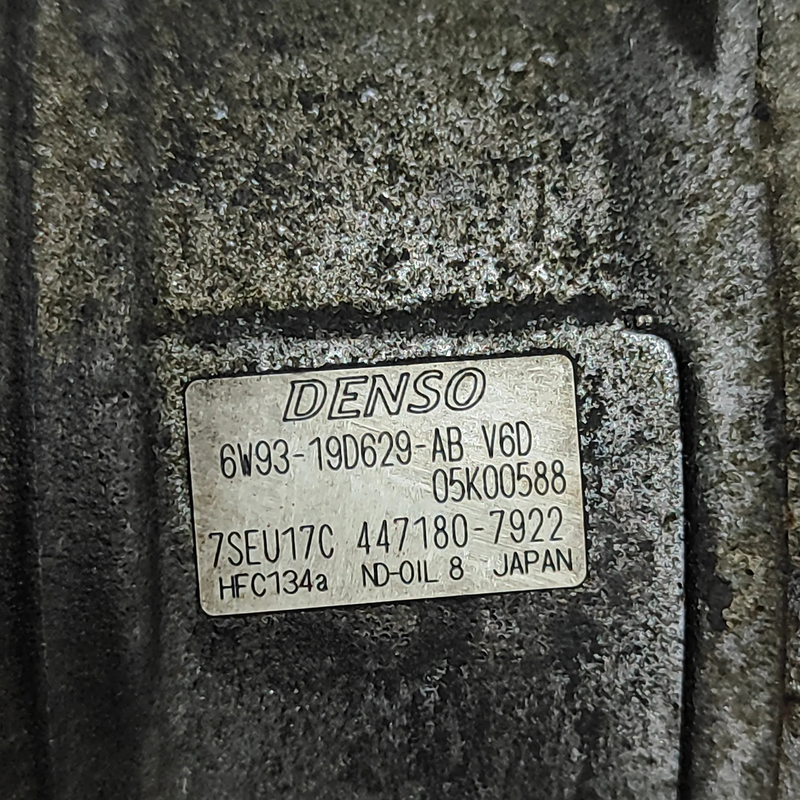 DENSO
6W93-19D629-AB V6D
05K00588
7SEU17C 447180-7922
HFC134a ND-OIL 8 JAPAN